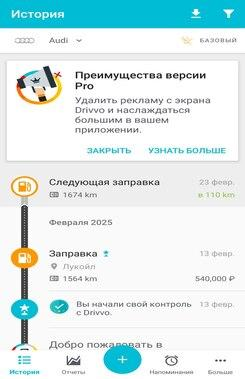 История
Audi
БАЗОВЫЙ
Преимущества версии
Pro
Удалить рекламу с экрана
Drivvo и наслаждаться
большим в вашем
приложении.
ЗАКРЫТЬ УЗНАТЬ БОЛЬШЕ
Следующая заправка 23 февр.
1674 km в 110 km
Февраля 2025
Заправка 13 февр.
Лукойл
1564 km 540,000 ₽
Вы начали свой контроль 13 февр.
с Drivvo.
Добро пожаловать в
История Отчеты Напоминания Больше